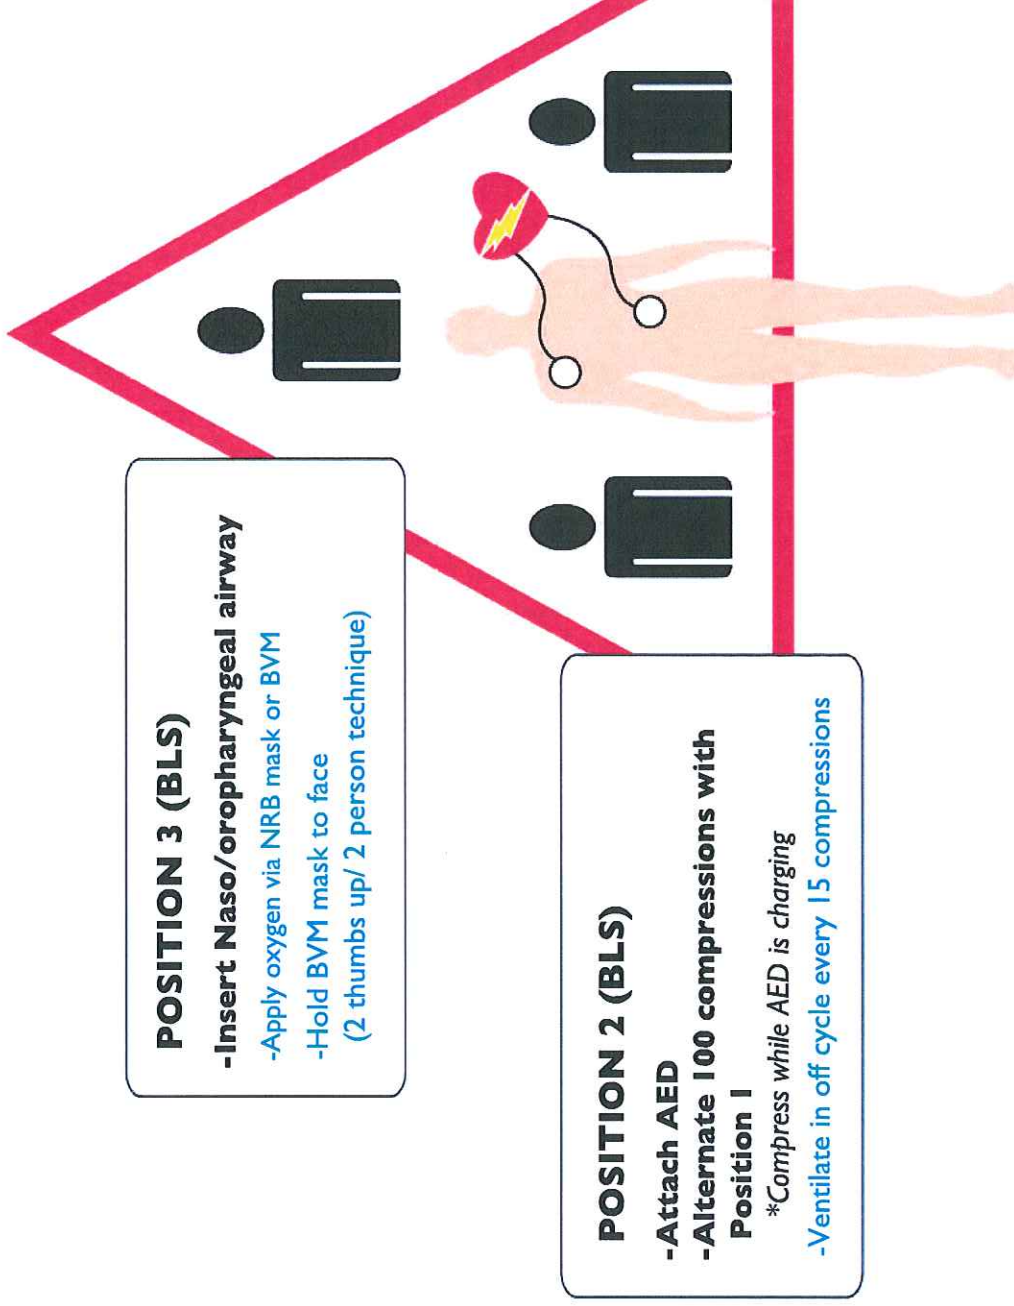 POSITION 3 (BLS)
-Insert Naso/oropharyngeal airway
-Apply oxygen via NRB mask or BVM
-Hold BVM mask to face
(2 thumbs up/ 2 person technique)
POSITION 2 (BLS)
-Attach AED
-Alternate 100 compressions with
Position 1
*Compress while AED is charging
-Ventilate in off cycle every 15 compressions